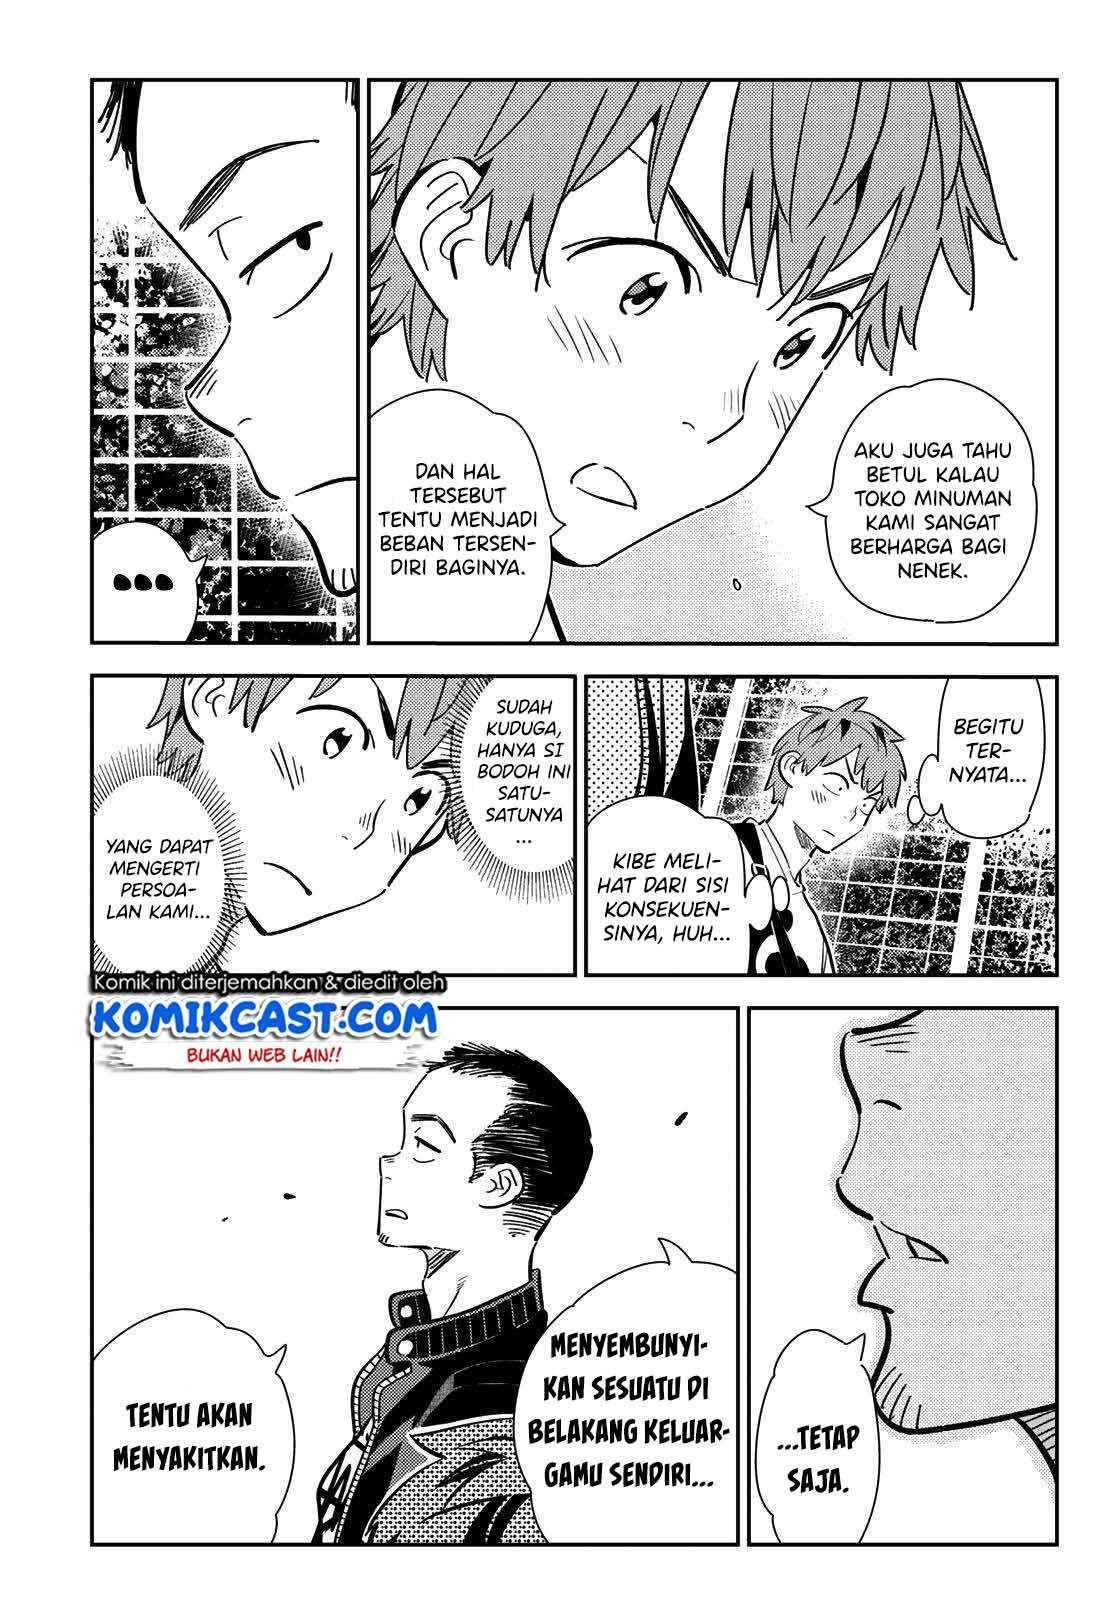 AKU JUGA TAHU
BETUL KALAU
TOKO MINUMAN
KAMI SANGAT
BERHARGA BAGI
NENEK.
DAN HAL
TERSEBUT
TENTU MENJADI
BEBAN TERSEN-
DIRI BAGINYA.
...
BEGITU
TER-
NYATA...
KIBE MELI-
HAT DARI SISI
KONSEKUEN-
SINYA, HUH...
SUDAH
KUDUGA,
HANYA SI
BODOH INI
SATU-
SATUNYA
...
YANG DAPAT
MENGERTI
PERSOA-
LAN KAMI...
Komik ini diterjemahkan & diedit oleh
KOMIKCAST.COM
BUKAN WEB LAIN!!
...TETAP
SAJA.
MENYEMBUNYI-
KAN SESUATU DI
BELAKANG KELUAR-
GAMU SENDIRI...
TENTU AKAN
MENYAKITKAN.